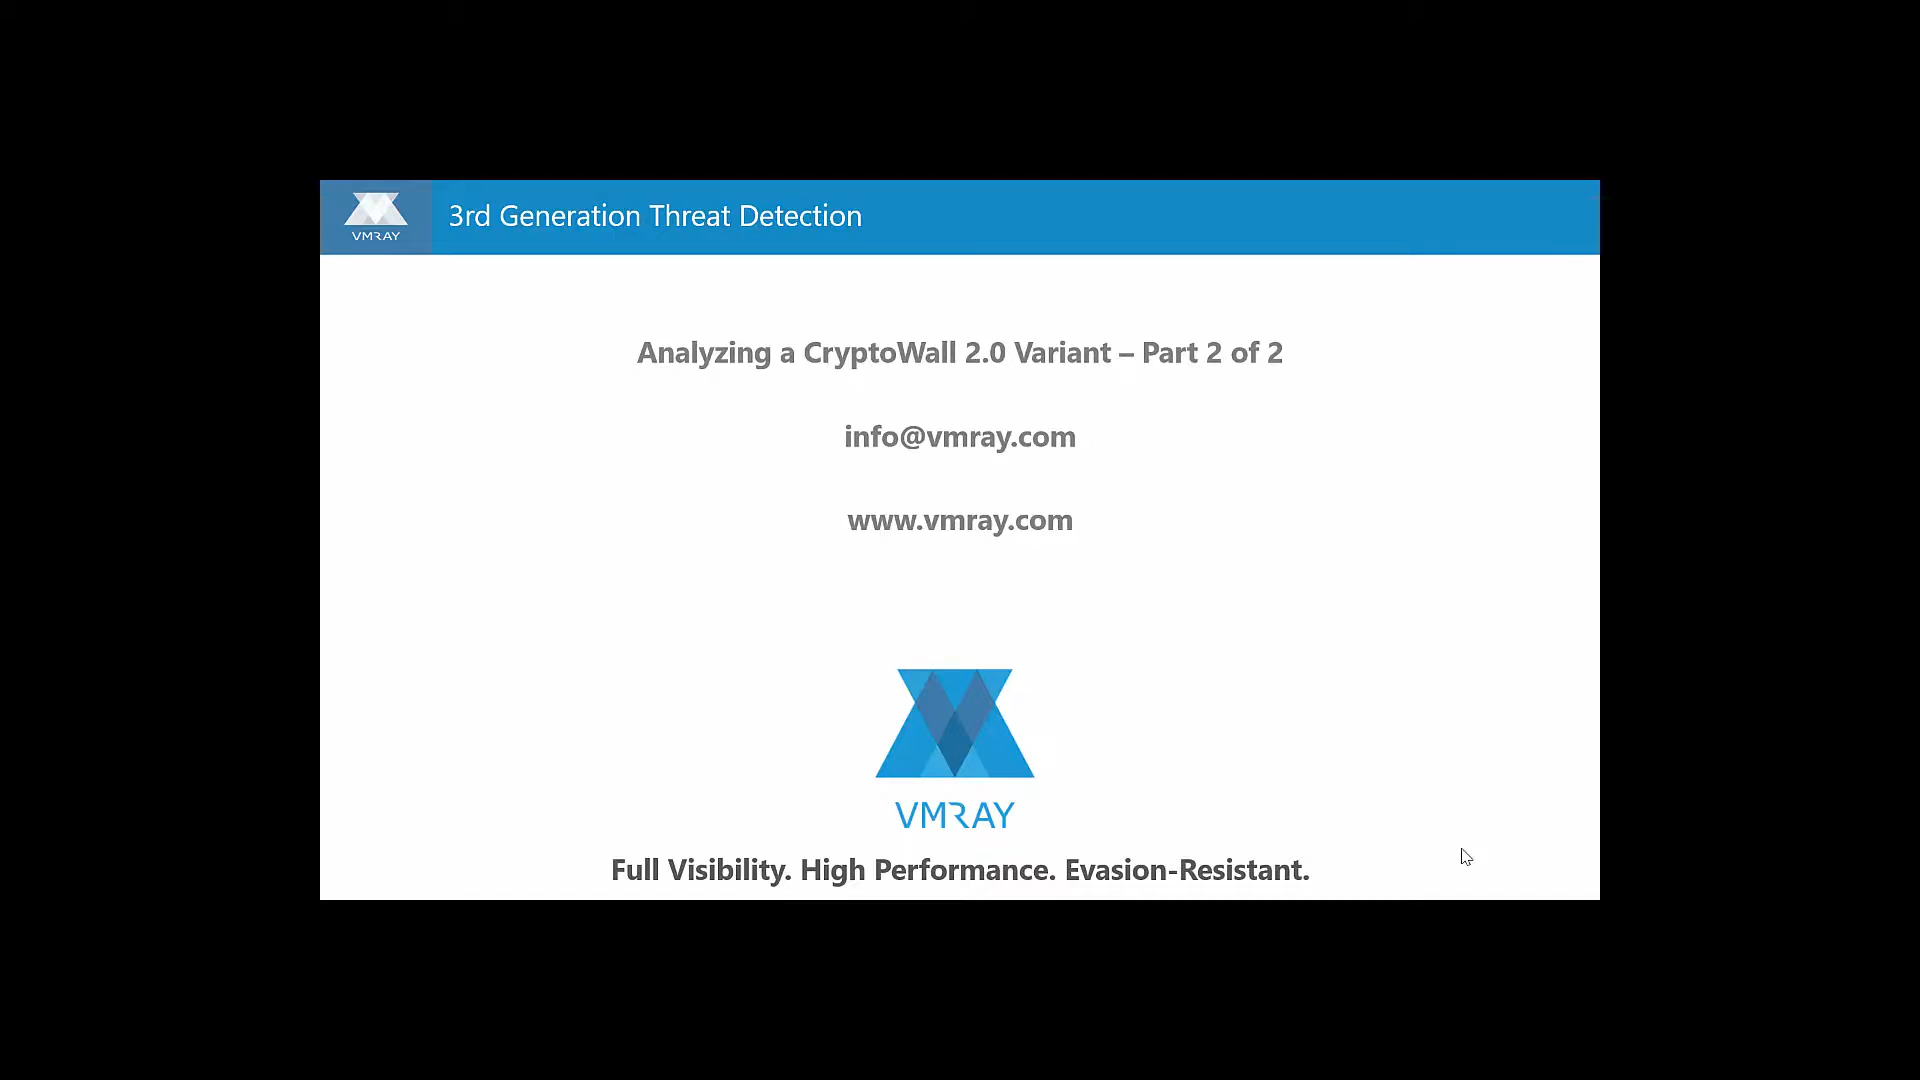 VMRAY
3rd Generation Threat Detection
Analyzing a CryptoWall 2.0 Variant – Part 2 of 2
info@vmray.com
www.vmray.com
VMRAY
Full Visibility. High Performance. Evasion-Resistant.